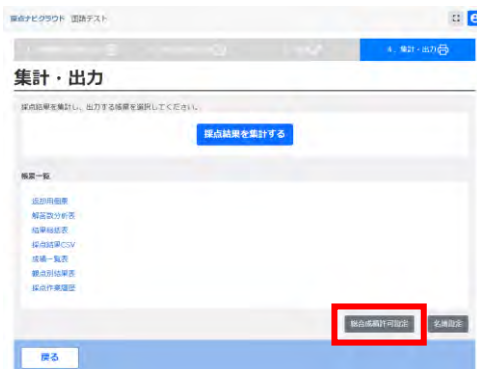 採点ナビクラウド 国語テスト
4. 集計・出力
集計・出力
採点結果を集計し、出力する帳票を選択してください。
採点結果を集計する
帳票一覧
返却用個票
解答数分析表
結果総括表
採点結果CSV
成績一覧表
観点別結果表
採点作業履歴
総合成績許可設定 名簿設定
戻る